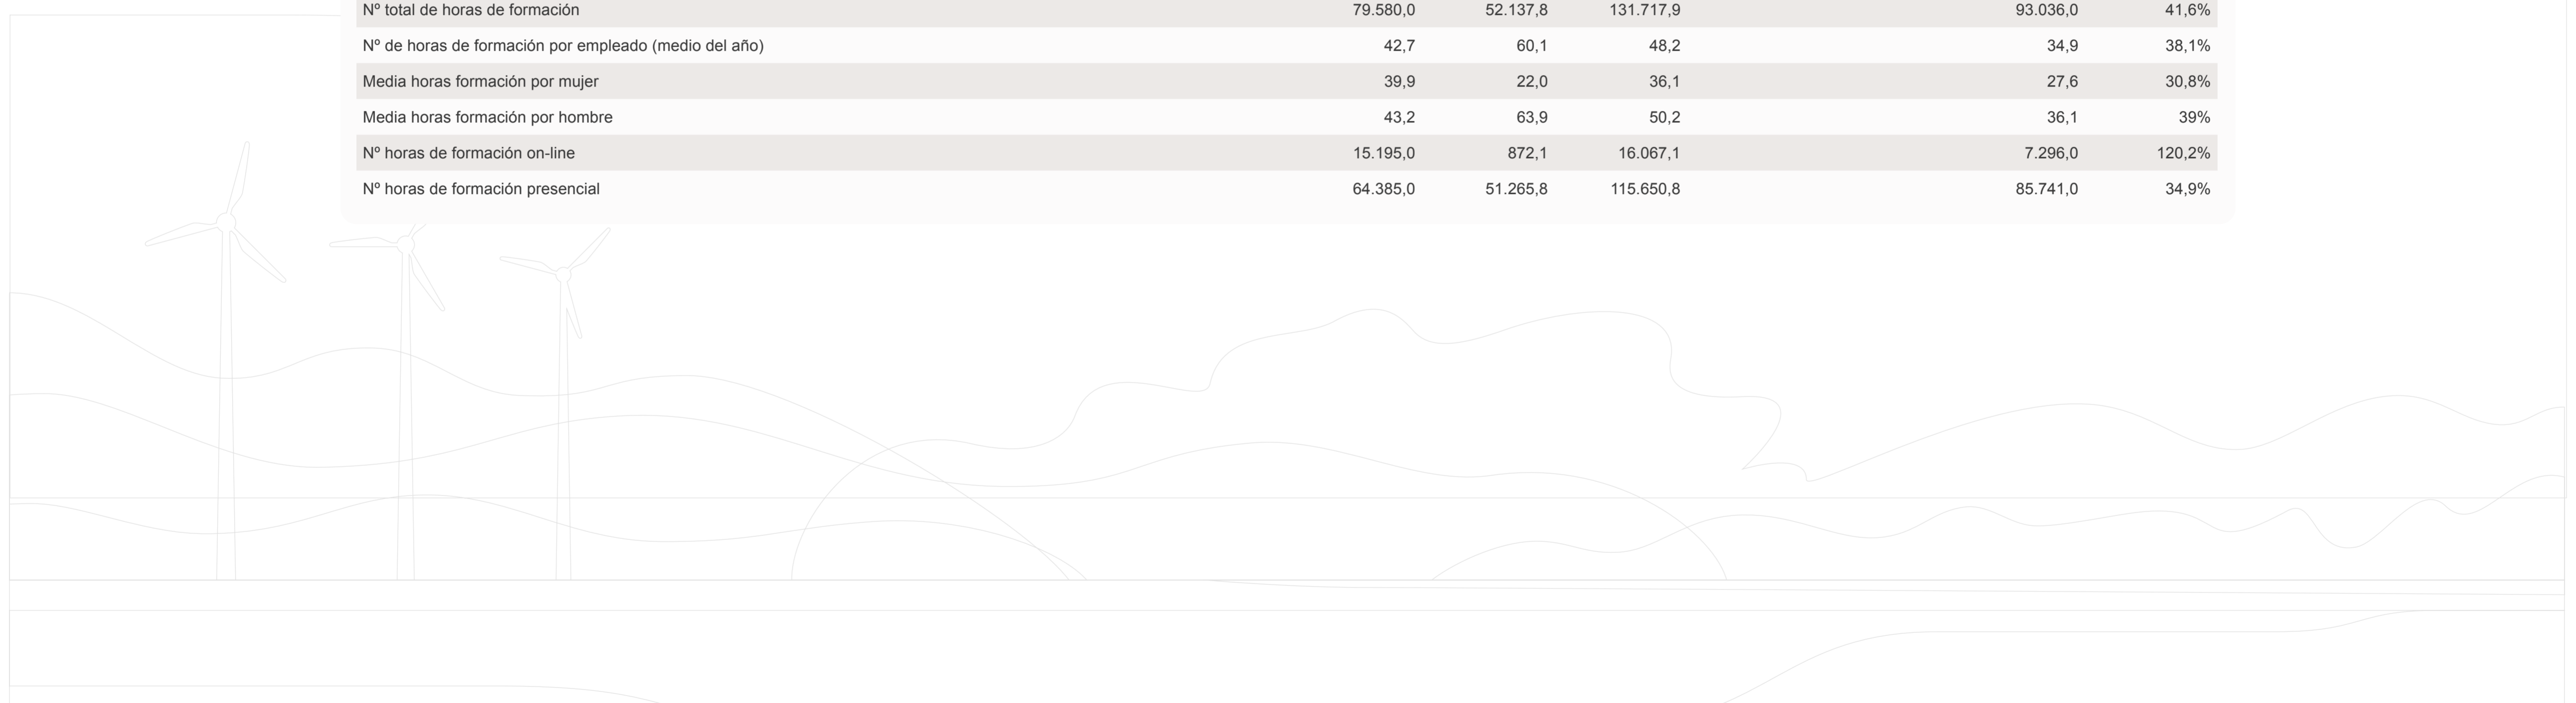 Nº total de horas de formación 79.580,0 52.137,8 131.717,9 93.036,0 41,6%
Nº de horas de formación por empleado (medio del año) 42,7 60,1 48,2 34,9 38,1%
Media horas formación por mujer 39,9 22,0 36,1 27,6 30,8%
Media horas formación por hombre 43,2 63,9 50,2 36,1 39%
Nº horas de formación on-line 15.195,0 872,1 16.067,1 7.296,0 120,2%
Nº horas de formación presencial 64.385,0 51.265,8 115.650,8 85.741,0 34,9%